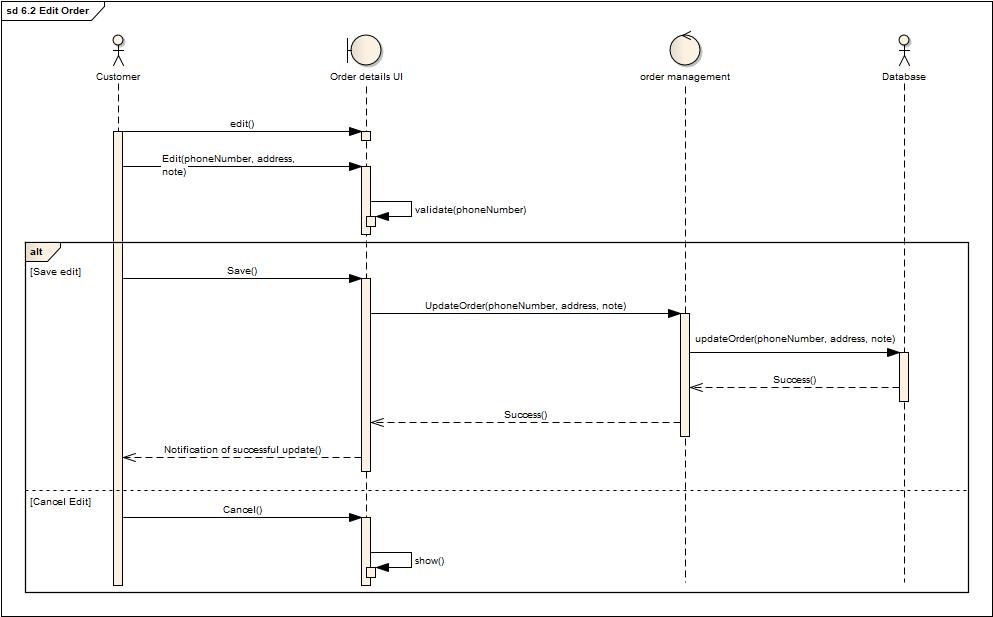 sd 6.2 Edit Order
Customer
Order details UI
order management
Database
edit()
Edit(phoneNumber, address,
note)
validate(phoneNumber)
alt
[Save edit]
Save()
UpdateOrder(phoneNumber, address, note)
updateOrder(phoneNumber, address, note)
Success()
Success()
Notification of successful update()
[Cancel Edit]
Cancel()
show()